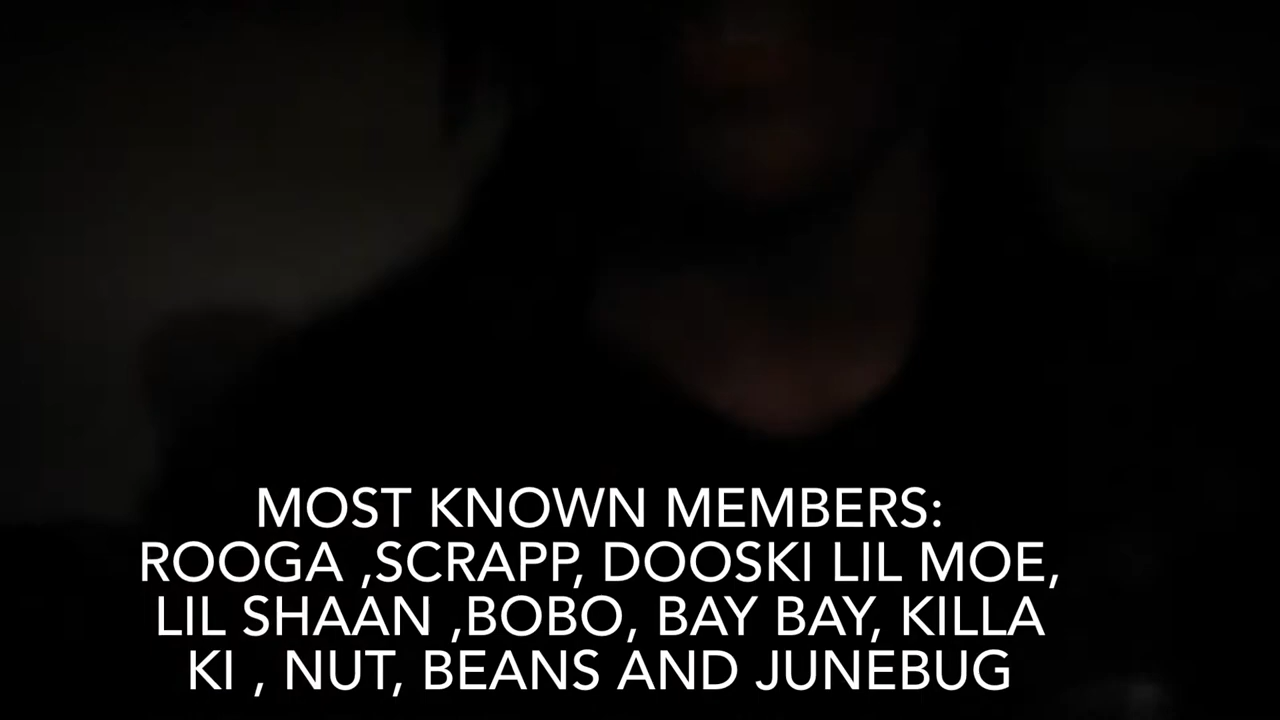 MOST KNOWN MEMBERS:
ROOGA ,SCRAPP, DOOSKI LIL MOE,
LIL SHAAN ,BOBO, BAY BAY, KILLA
KI , NUT, BEANS AND JUNEBUG